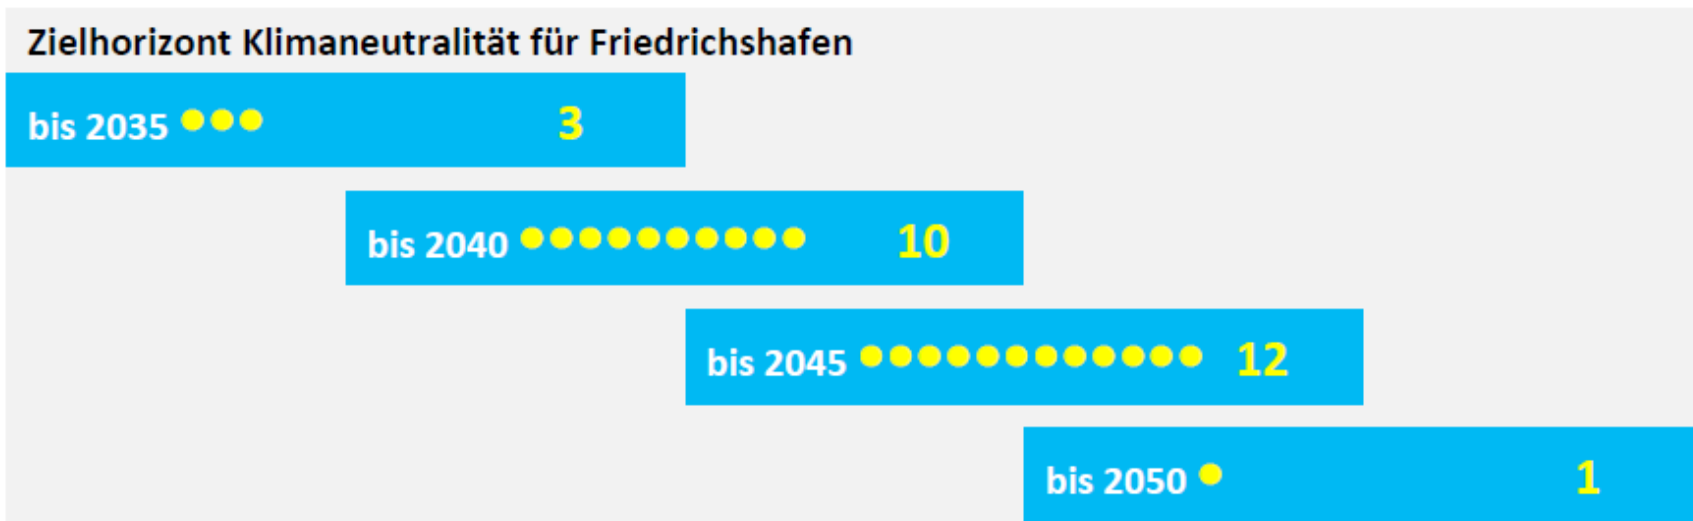 Zielhorizont Klimaneutralität für Friedrichshafen
bis 2035 3
bis 2040 10
bis 2045 12
bis 2050 1